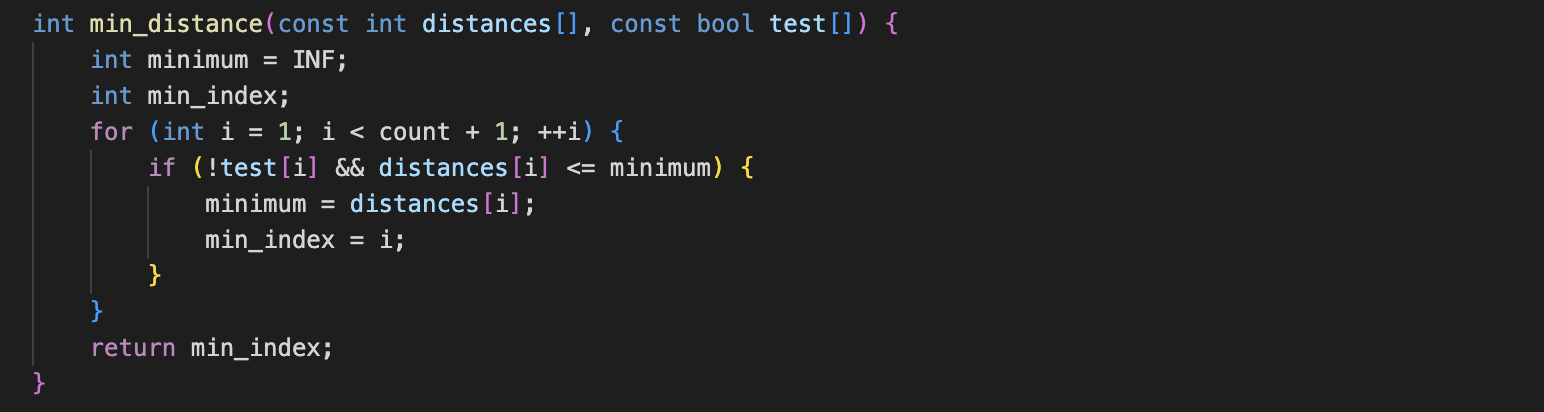 int min_distance(const int distances[], const bool test[]) {
    int minimum = INF;
    int min_index;
    for (int i = 1; i < count + 1; ++i) {
        if (!test[i] && distances[i] <= minimum) {
            minimum = distances[i];
            min_index = i;
        }
    }
    return min_index;
}